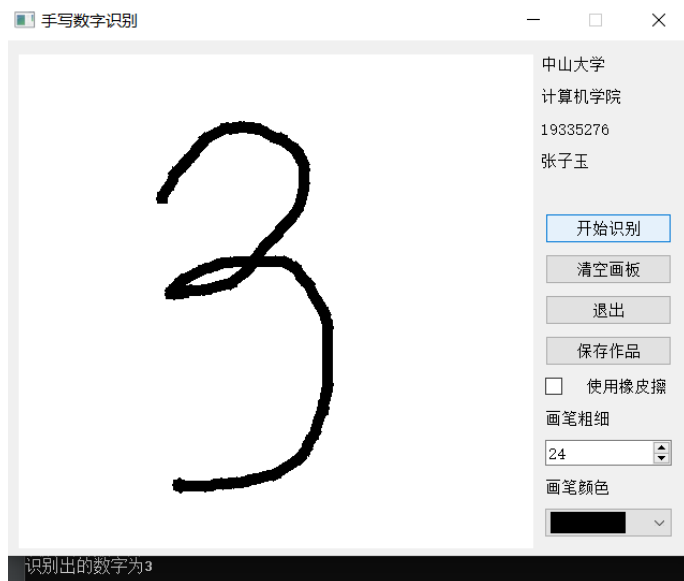 手写数字识别
中山大学
计算机学院
19335276
张子玉
3
开始识别
清空画板
退出
保存作品
使用橡皮擦
画笔粗细
24
画笔颜色
识别出的数字为3